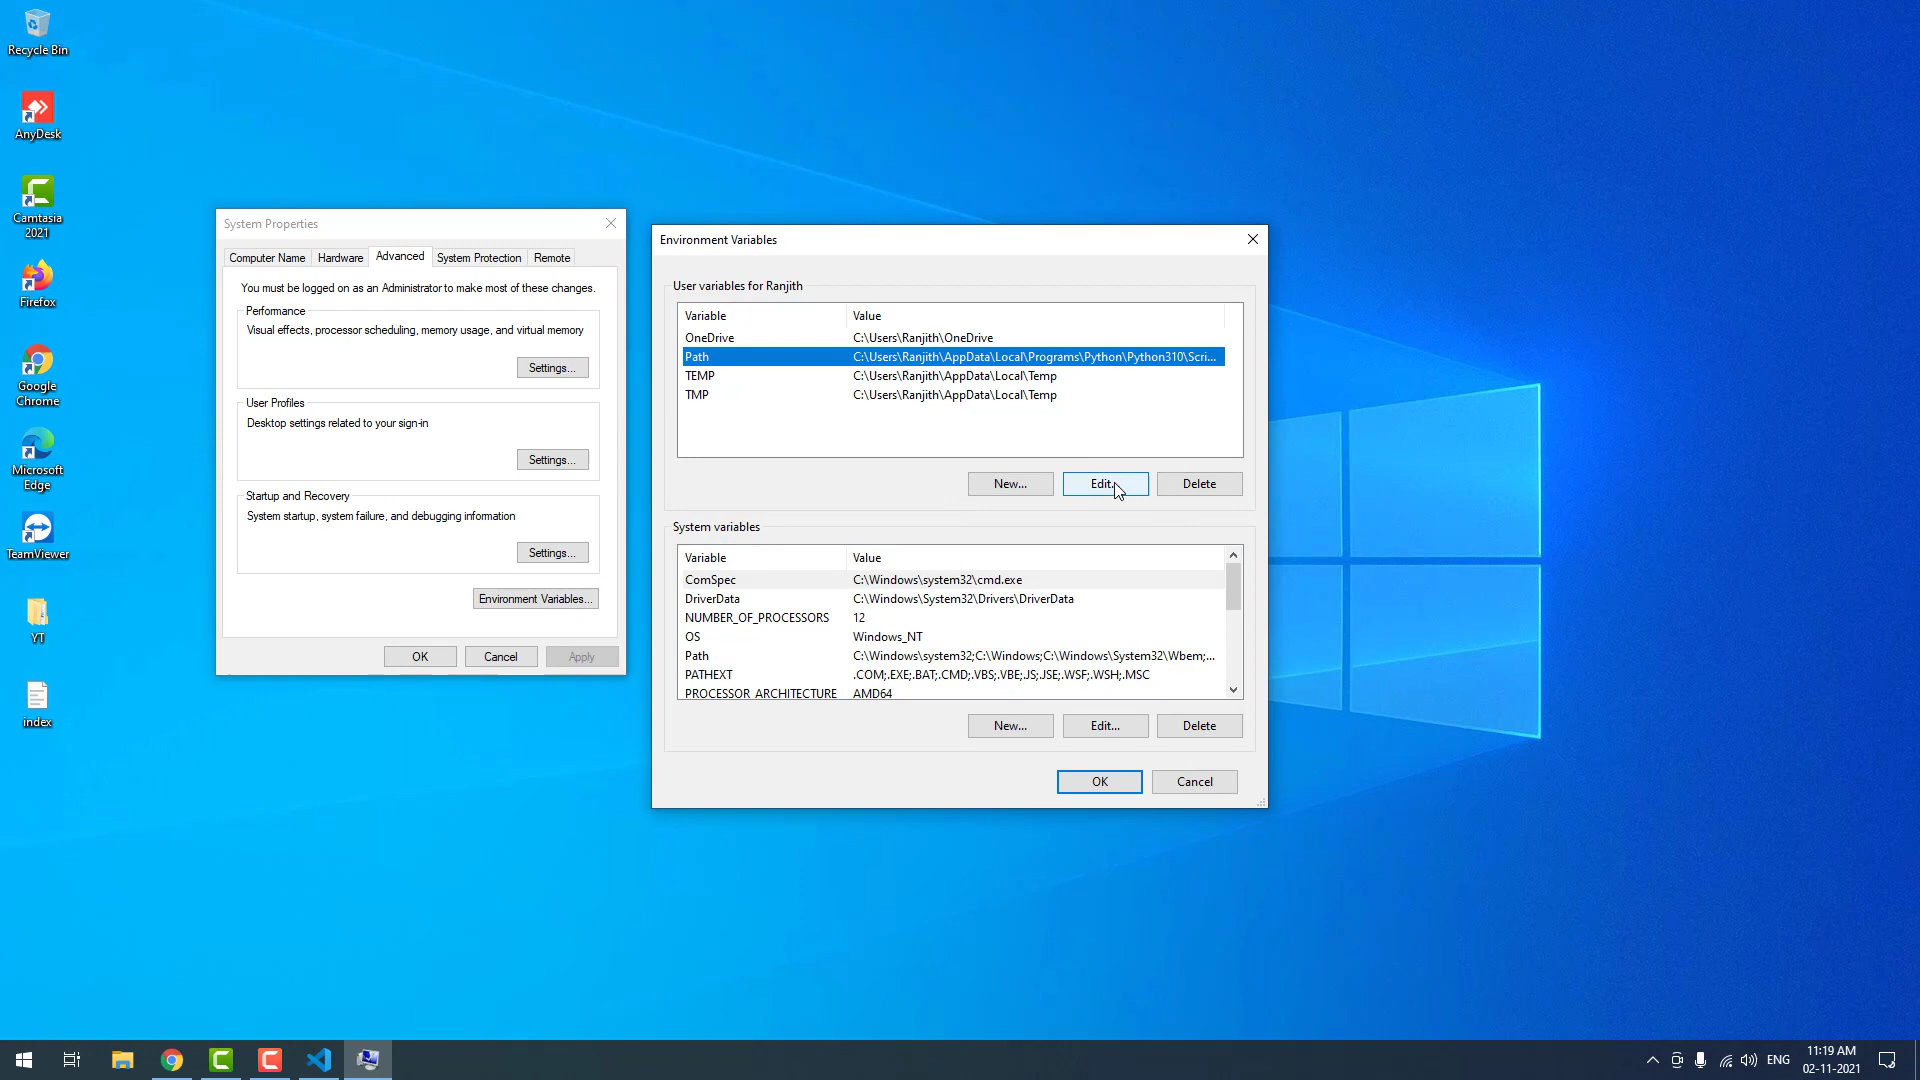 Recycle Bin
AnyDesk
Camtasia
2021
Firefox
Google
Chrome
Microsoft
Edge
TeamViewer
YT
index
System Properties
Computer Name Hardware Advanced System Protection Remote
You must be logged on as an Administrator to make most of these changes.
Performance
Visual effects, processor scheduling, memory usage, and virtual memory
Settings...
User Profiles
Desktop settings related to your sign-in
Settings...
Startup and Recovery
System startup, system failure, and debugging information
Settings...
Environment Variables...
OK Cancel Apply
Environment Variables
User variables for Ranjith
Variable Value
OneDrive C:\Users\Ranjith\OneDrive
Path C:\Users\Ranjith\AppData\Local\Programs\Python\Python310\Scri...
TEMP C:\Users\Ranjith\AppData\Local\Temp
TMP C:\Users\Ranjith\AppData\Local\Temp
New... Edit... Delete
System variables
Variable Value
ComSpec C:\Windows\system32\cmd.exe
DriverData C:\Windows\System32\Drivers\DriverData
NUMBER_OF_PROCESSORS 12
OS Windows_NT
Path C:\Windows\system32;C:\Windows;C:\Windows\System32\Wbem;...
PATHEXT .COM;.EXE;.BAT;.CMD;.VBS;.VBE;.JS;.JSE;.WSF;.WSH;.MSC
PROCESSOR_ARCHITECTURE AMD64
New... Edit... Delete
OK Cancel
ENG
11:19 AM
02-11-2021